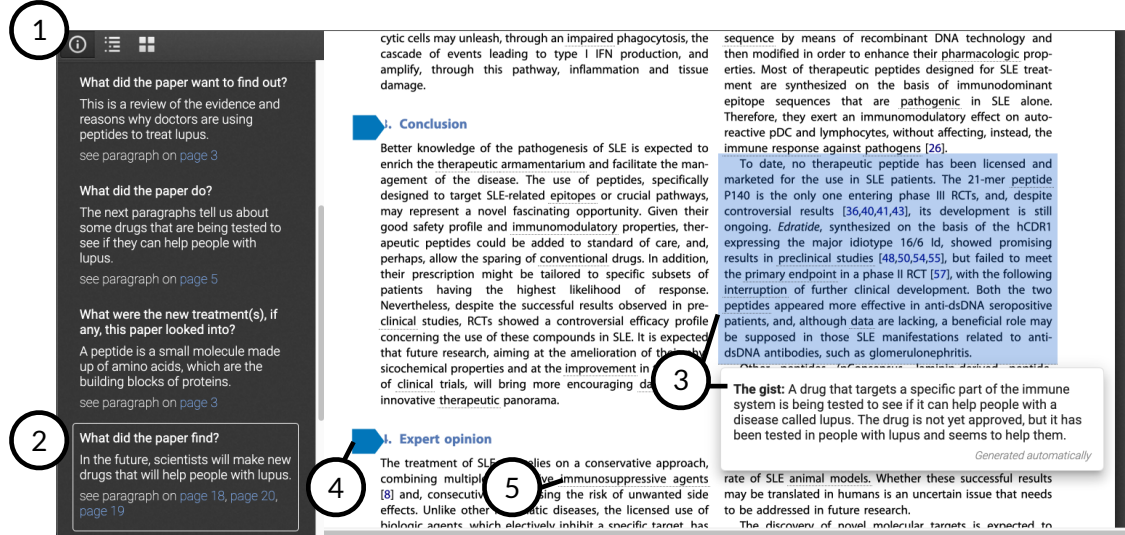 1
What did the paper want to find out?
This is a review of the evidence and
reasons why doctors are using
peptides to treat lupus.
see paragraph on page 3
What did the paper do?
The next paragraphs tell us about
some drugs that are being tested to
see if they can help people with
lupus.
see paragraph on page 5
What were the new treatment(s), if
any, this paper looked into?
A peptide is a small molecule made
up of amino acids, which are the
building blocks of proteins.
see paragraph on page 3
2
What did the paper find?
In the future, scientists will make new
drugs that will help people with lupus.
see paragraph on page 18, page 20,
page 19
cytic cells may unleash, through an impaired phagocytosis, the
cascade of events leading to type I IFN production, and
amplify, through this pathway, inflammation and tissue
damage.
Conclusion
Better knowledge of the pathogenesis of SLE is expected to
enrich the therapeutic armamentarium and facilitate the man-
agement of the disease. The use of peptides, specifically
designed to target SLE-related epitopes or crucial pathways,
may represent a novel fascinating opportunity. Given their
good safety profile and immunomodulatory properties, ther-
apeutic peptides could be added to standard of care, and,
perhaps, allow the sparing of conventional drugs. In addition,
their prescription might be tailored to specific subsets of
patients having the highest likelihood of response.
Nevertheless, despite the successful results observed in pre-
clinical studies, RCTs showed a controversial efficacy profile
concerning the use of these compounds in SLE. It is expected
that future research, aiming at the amelioration of the
sicochemical properties and at the improvement in
of clinical trials, will bring more encouraging
innovative therapeutic panorama.
4
Expert opinion
The treatment of SLE relies on a conservative approach,
combining multiple immunosuppressive agents
5
[8] and, the risk of unwanted side
effects. Unlike other diseases, the licensed use of
biologic agents, which electively inhibit a specific target, has
sequence by means of recombinant DNA technology and
then modified in order to enhance their pharmacologic prop-
erties. Most of therapeutic peptides designed for SLE treat-
ment are synthesized on the basis of immunodominant
epitope sequences that are pathogenic in SLE alone.
Therefore, they exert an immunomodulatory effect on auto-
reactive pDC and lymphocytes, without affecting, instead, the
immune response against pathogens [26].
To date, no therapeutic peptide has been licensed and
marketed for the use in SLE patients. The 21-mer peptide
P140 is the only one entering phase III RCTs, and, despite
controversial results [36,40,41,43], its development is still
ongoing. Edratide, synthesized on the basis of the hCDR1
expressing the major idiotype 16/6 Id, showed promising
results in preclinical studies [48,50,54,55], but failed to meet
the primary endpoint in a phase II RCT [57], with the following
interruption of further clinical development. Both the two
peptides appeared more effective in anti-dsDNA seropositive
patients, and, although data are lacking, a beneficial role may
be supposed in those SLE manifestations related to anti-
dsDNA antibodies, such as glomerulonephritis.
3
Other peptides (nConsensus, laminin-derived peptide,
The gist: A drug that targets a specific part of the immune
system is being tested to see if it can help people with a
disease called lupus. The drug is not yet approved, but it has
been tested in people with lupus and seems to help them.
Generated automatically
rate of SLE animal models. Whether these successful results
may be translated in humans is an uncertain issue that needs
to be addressed in future research.
The discovery of novel molecular targets is expected to